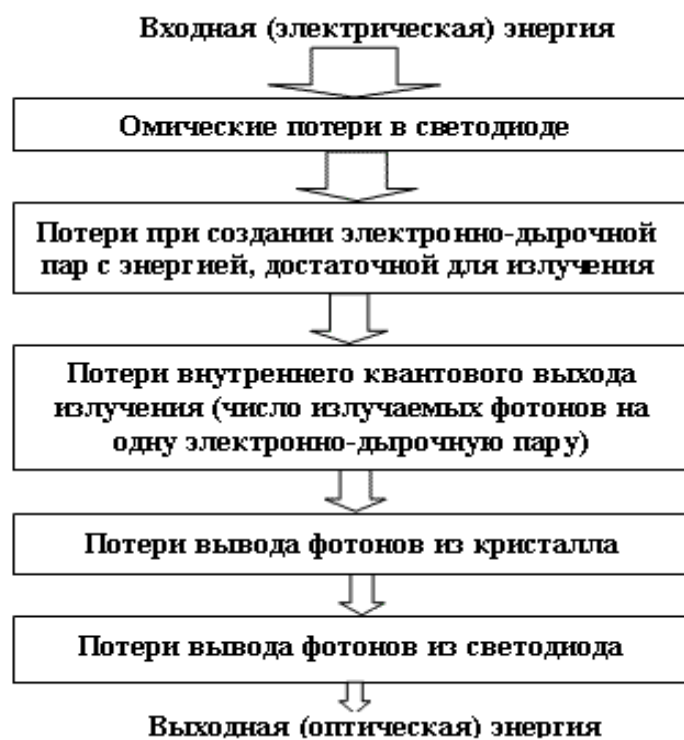 Входная (электрическая) энергия
Омические потери в светодиоде
Потери при создании электронно-дырочной
пар с энергией, достаточной для излучения
Потери внутреннего квантового выхода
излучения (число излучаемых фотонов на
одну электронно-дырочную пару)
Потери вывода фотонов из кристалла
Потери вывода фотонов из светодиода
Выходная (оптическая) энергия